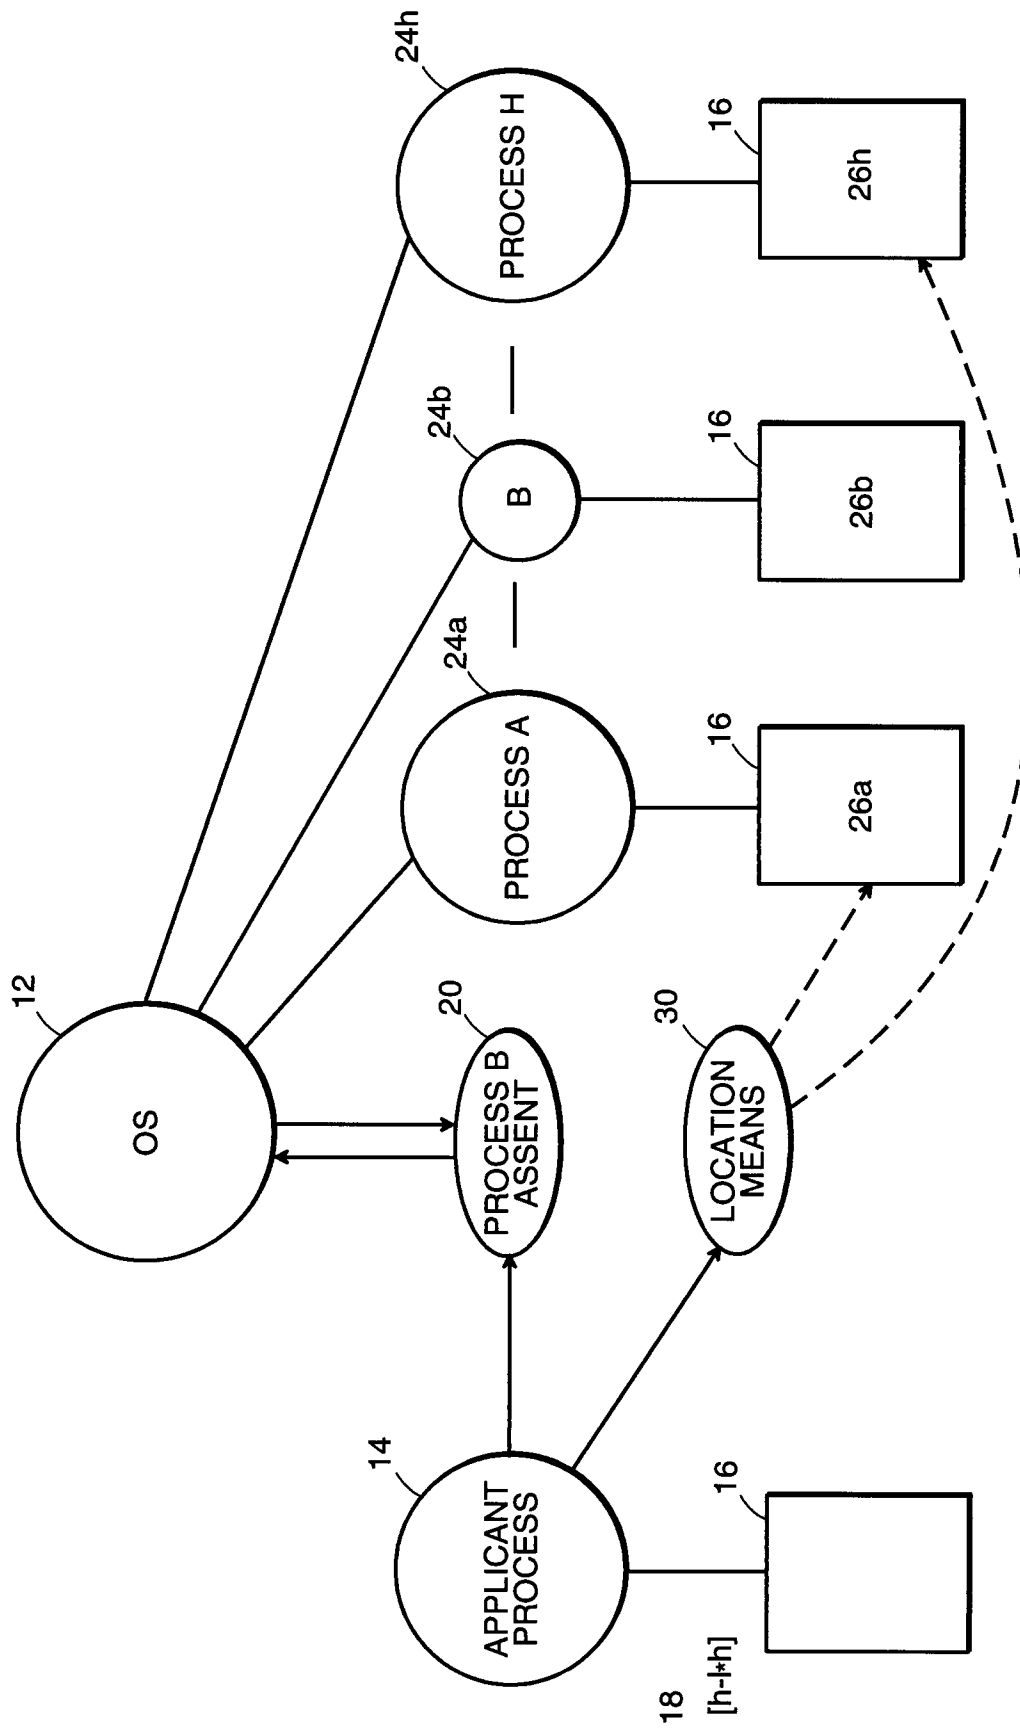 12
OS
14
APPLICANT
PROCESS
20
PROCESS B
ASSENT
24a
PROCESS A
24b
B
24h
PROCESS H
18
[h-I*h]
16
30
LOCATION
MEANS
16
26a
16
26b
16
26h